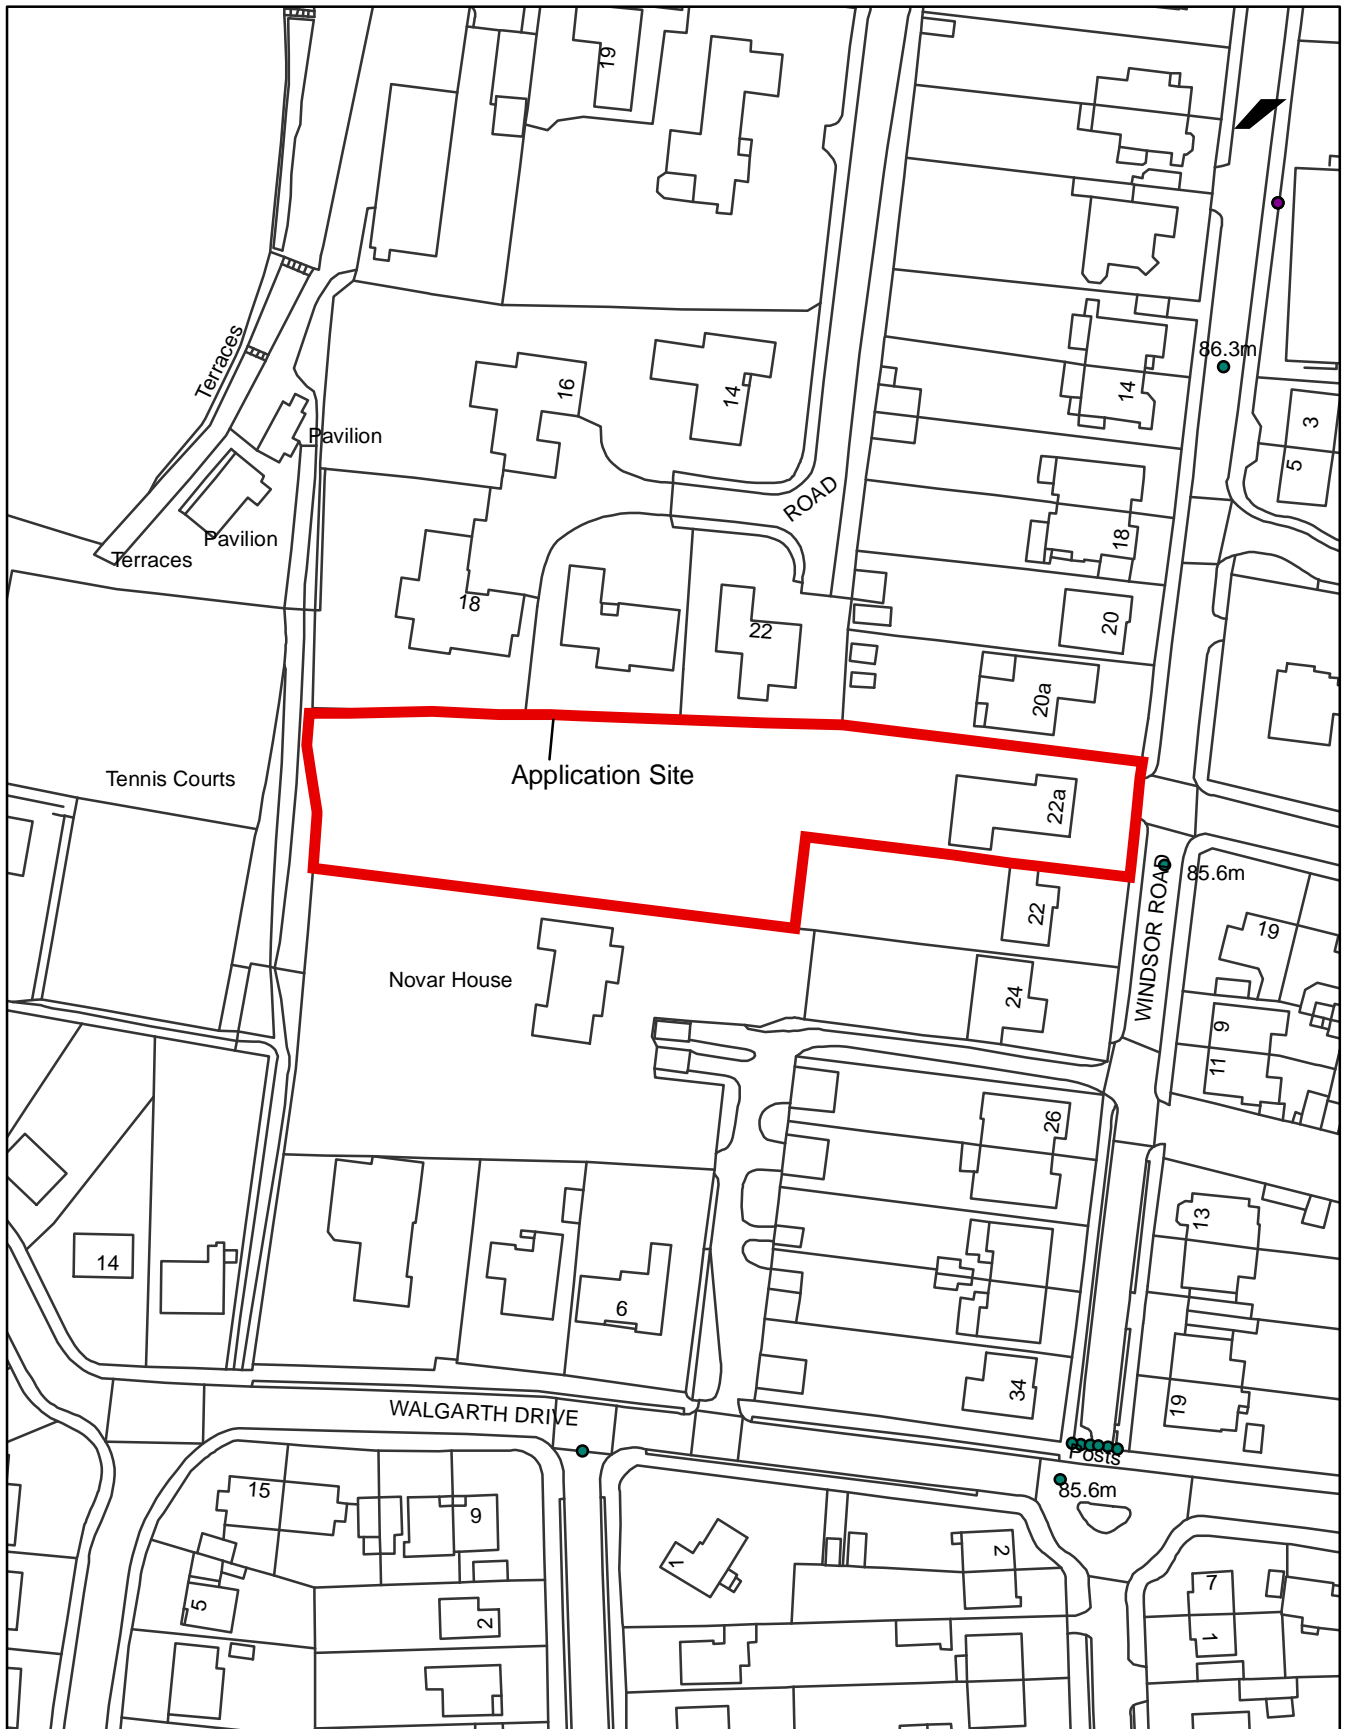 19
86.3m
Terraces
16
14
14
3
Pavilion
5
ROAD
18
Pavilion
Terraces
18
22
20
20a
Tennis Courts
Application Site
22a
85.6m
22
19
WINDSOR ROAD
Novar House
24
9
11
26
13
14
6
34
19
WALGARTH DRIVE
Posts
85.6m
15
9
1
2
7
5
2
1